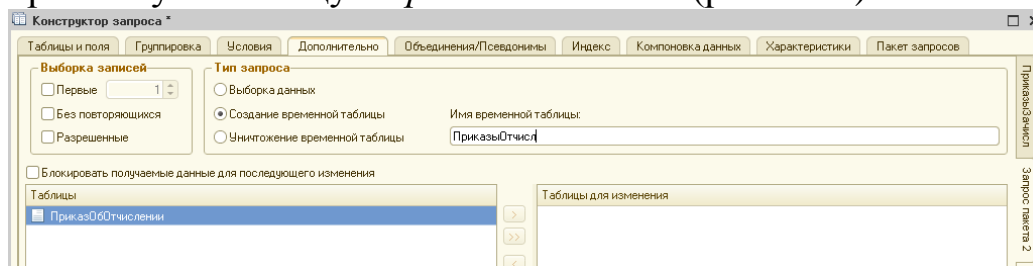 Конструктор запроса *
Таблицы и поля Группировка Условия Дополнительно Объединения/Псевдонимы Индекс Компоновка данных Характеристики Пакет запросов
Выборка записей
Тип запроса
Первые 1
Выборка данных
Без повторяющихся
Создание временной таблицы
Имя временной таблицы:
Разрешенные
Уничтожение временной таблицы
ПриказыОтчисл
Блокировать получаемые данные для последующего изменения
Таблицы
Таблицы для изменения
ПриказОбОтчислении
>
>>
<
ПриказыЗачисл
Запрос пакета 2